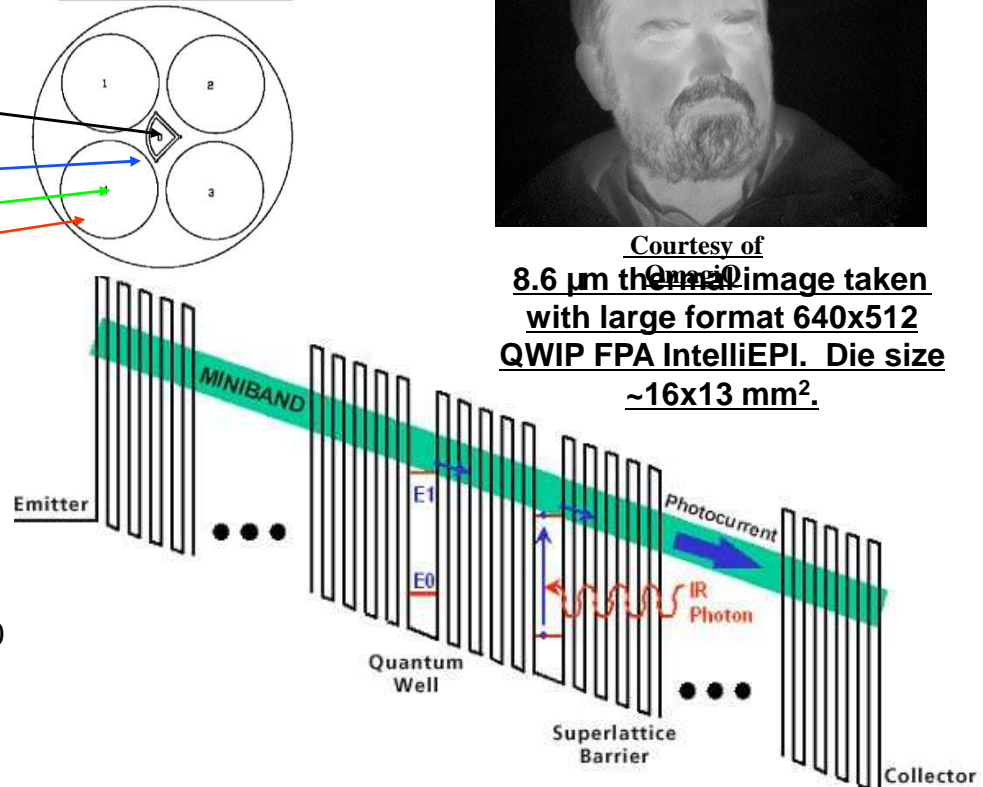 1
2
3
Courtesy of
QmagiQ
8.6 µm thermal image taken
with large format 640x512
QWIP FPA IntelliEPI. Die size
~16x13 mm².
MINIBAND
Emitter
E1
E0
Photocurrent
IR
Photon
Quantum
Well
Superlattice
Barrier
Collector